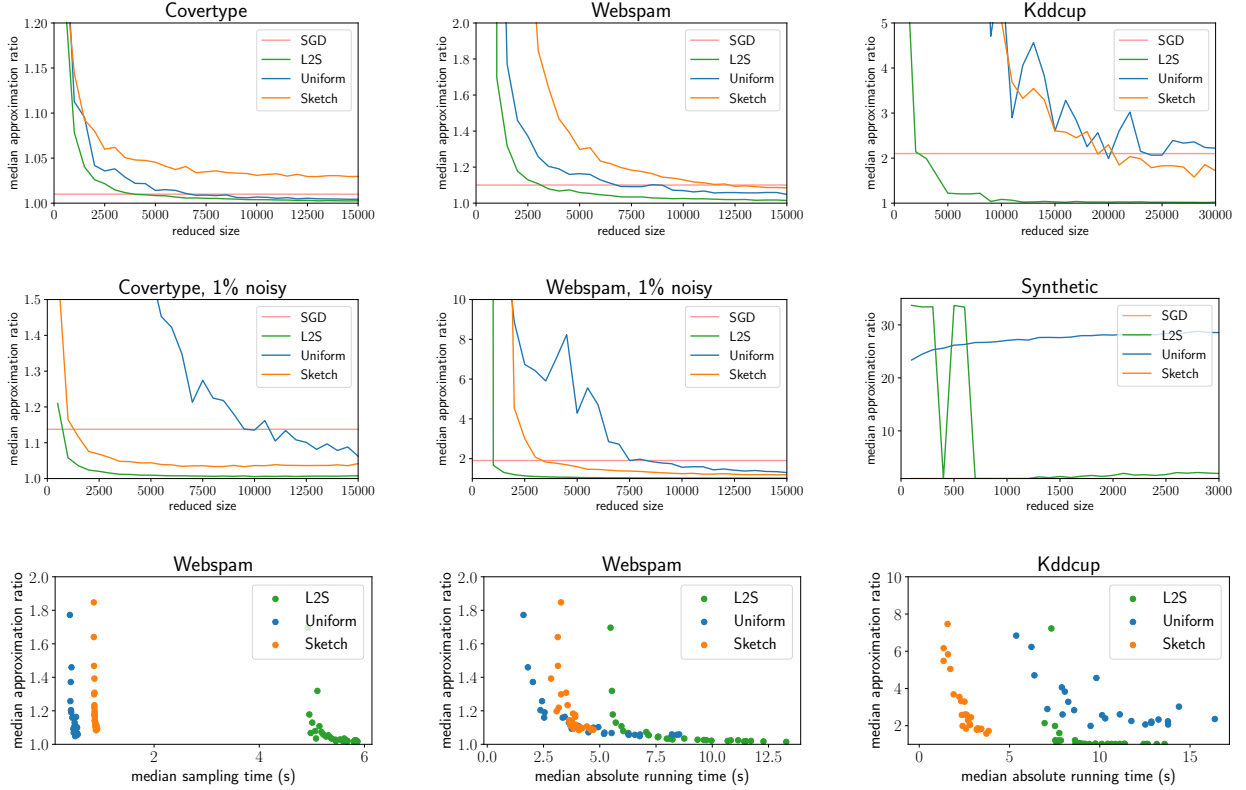 Covertype
median approximation ratio
1.20
1.15
1.10
1.05
1.00
SGD
L2S
Uniform
Sketch
0 2500 5000 7500 10000 12500 15000
reduced size
Webspam
median approximation ratio
2.0
1.8
1.6
1.4
1.2
1.0
SGD
L2S
Uniform
Sketch
0 2500 5000 7500 10000 12500 15000
reduced size
Kddcup
median approximation ratio
5
4
3
2
1
SGD
L2S
Uniform
Sketch
0 5000 10000 15000 20000 25000 30000
reduced size
Covertype, 1% noisy
median approximation ratio
1.5
1.4
1.3
1.2
1.1
1.0
SGD
L2S
Uniform
Sketch
0 2500 5000 7500 10000 12500 15000
reduced size
Webspam, 1% noisy
median approximation ratio
10
8
6
4
2
SGD
L2S
Uniform
Sketch
0 2500 5000 7500 10000 12500 15000
reduced size
Synthetic
median approximation ratio
30
20
10
SGD
L2S
Uniform
Sketch
0 500 1000 1500 2000 2500 3000
reduced size
Webspam
median approximation ratio
2.0
1.8
1.6
1.4
1.2
1.0
L2S
Uniform
Sketch
2 4 6
median sampling time (s)
Webspam
median approximation ratio
2.0
1.8
1.6
1.4
1.2
1.0
L2S
Uniform
Sketch
0.0 2.5 5.0 7.5 10.0 12.5
median absolute running time (s)
Kddcup
median approximation ratio
10
8
6
4
2
L2S
Uniform
Sketch
0 5 10 15
median absolute running time (s)